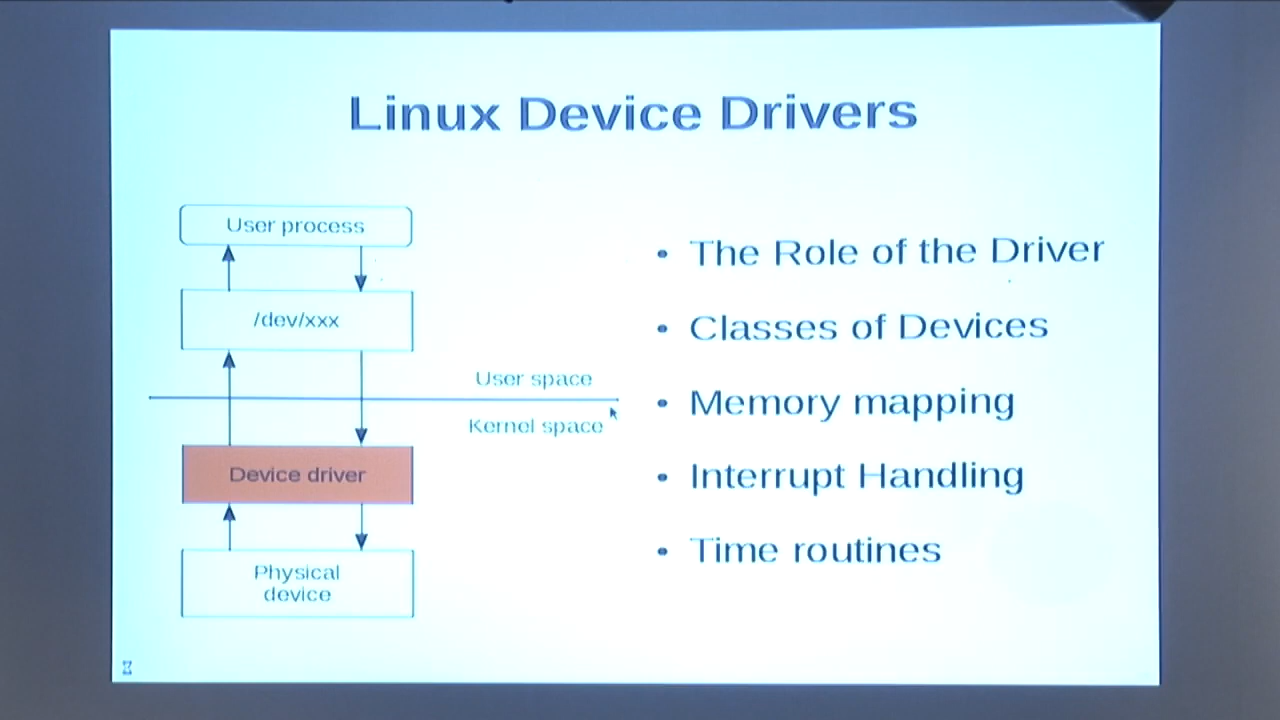 Linux Device Drivers
User process
/dev/xxx
User space
Kernel space
Device driver
Physical
device
• The Role of the Driver
• Classes of Devices
• Memory mapping
• Interrupt Handling
• Time routines